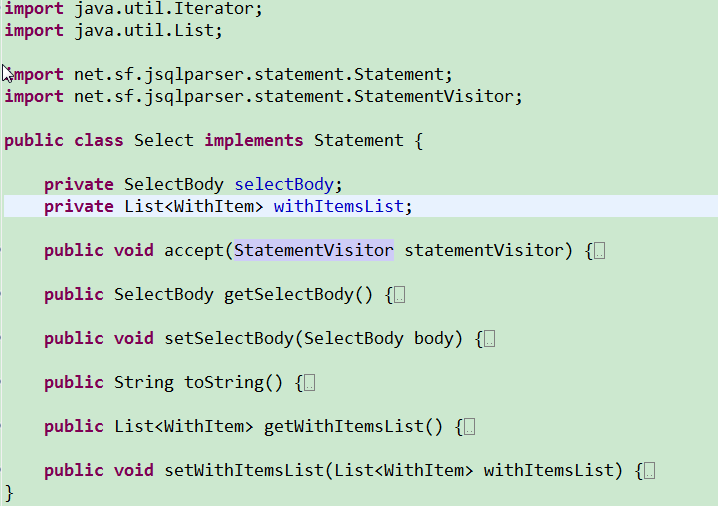 import java.util.Iterator;
import java.util.List;
import net.sf.jsqlparser.statement.Statement;
import net.sf.jsqlparser.statement.StatementVisitor;
public class Select implements Statement {
private SelectBody selectBody;
private List<WithItem> withItemsList;
public void accept(StatementVisitor statementVisitor) {..
public SelectBody getSelectBody() {..
public void setSelectBody(SelectBody body) {..
public String toString() {..
public List<WithItem> getWithItemsList() {..
public void setWithItemsList(List<WithItem> withItemsList) {..
}